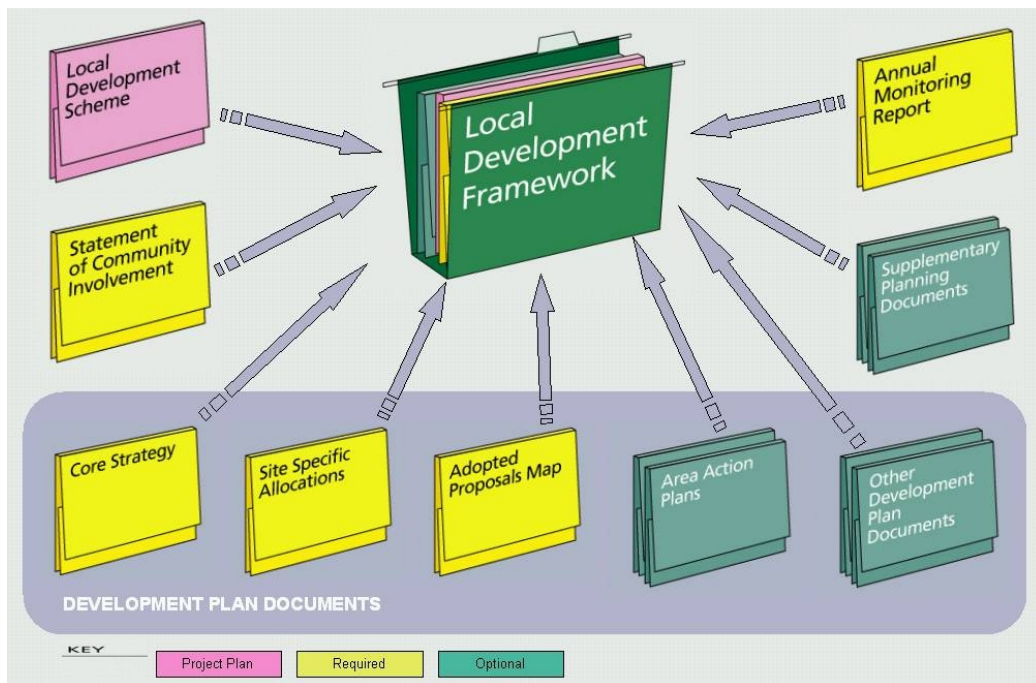 Local
Development
Scheme
Local
Development
Framework
Annual
Monitoring
Report
Statement
of Community
Involvement
Supplementary
Planning
Documents
Core Strategy
Site Specific
Allocations
Adopted
Proposals Map
Area Action
Plans
Other
Development
Plan
Documents
DEVELOPMENT PLAN DOCUMENTS
KEY
Project Plan
Required
Optional